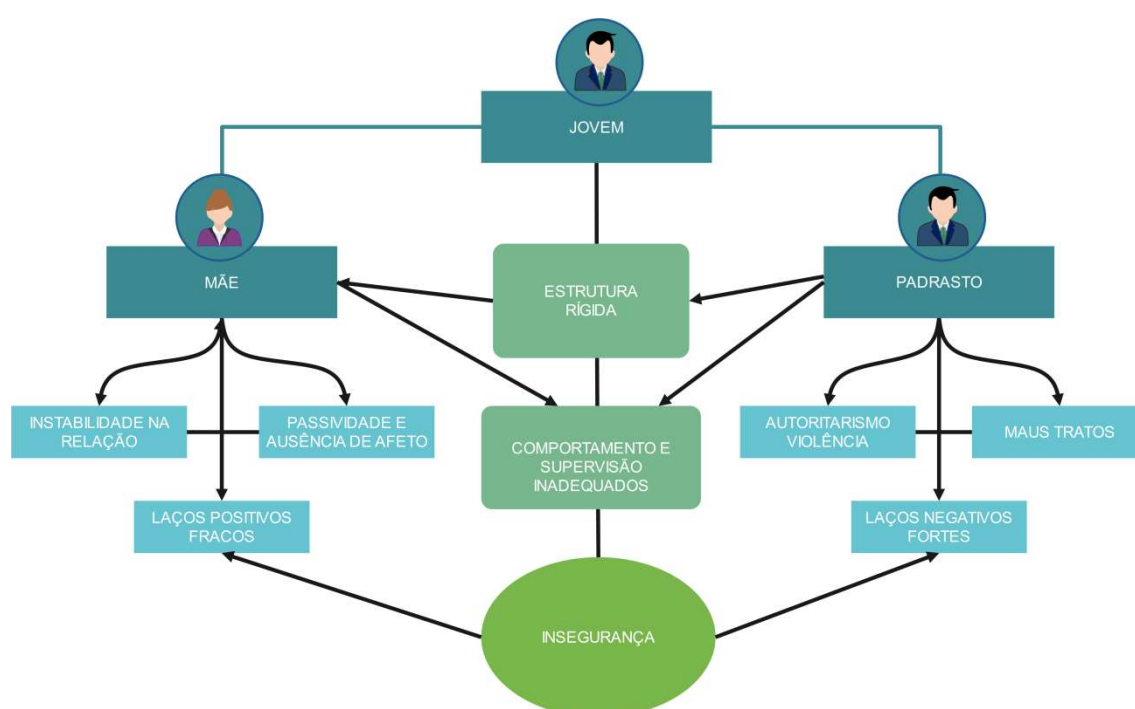 JOVEM
MÃE
ESTRUTURA
RÍGIDA
PADRASTO
INSTABILIDADE NA
RELAÇÃO
PASSIVIDADE E
AUSÊNCIA DE AFETO
COMPORTAMENTO E
SUPERVISÃO
INADEQUADOS
AUTORITARISMO
VIOLÊNCIA
MAUS TRATOS
LAÇOS POSITIVOS
FRACOS
LAÇOS NEGATIVOS
FORTES
INSEGURANÇA